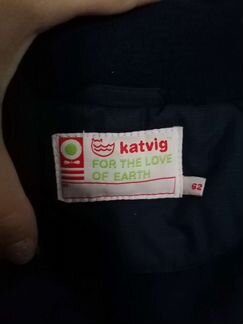 katvig
FOR THE LOVE
OF EARTH
62